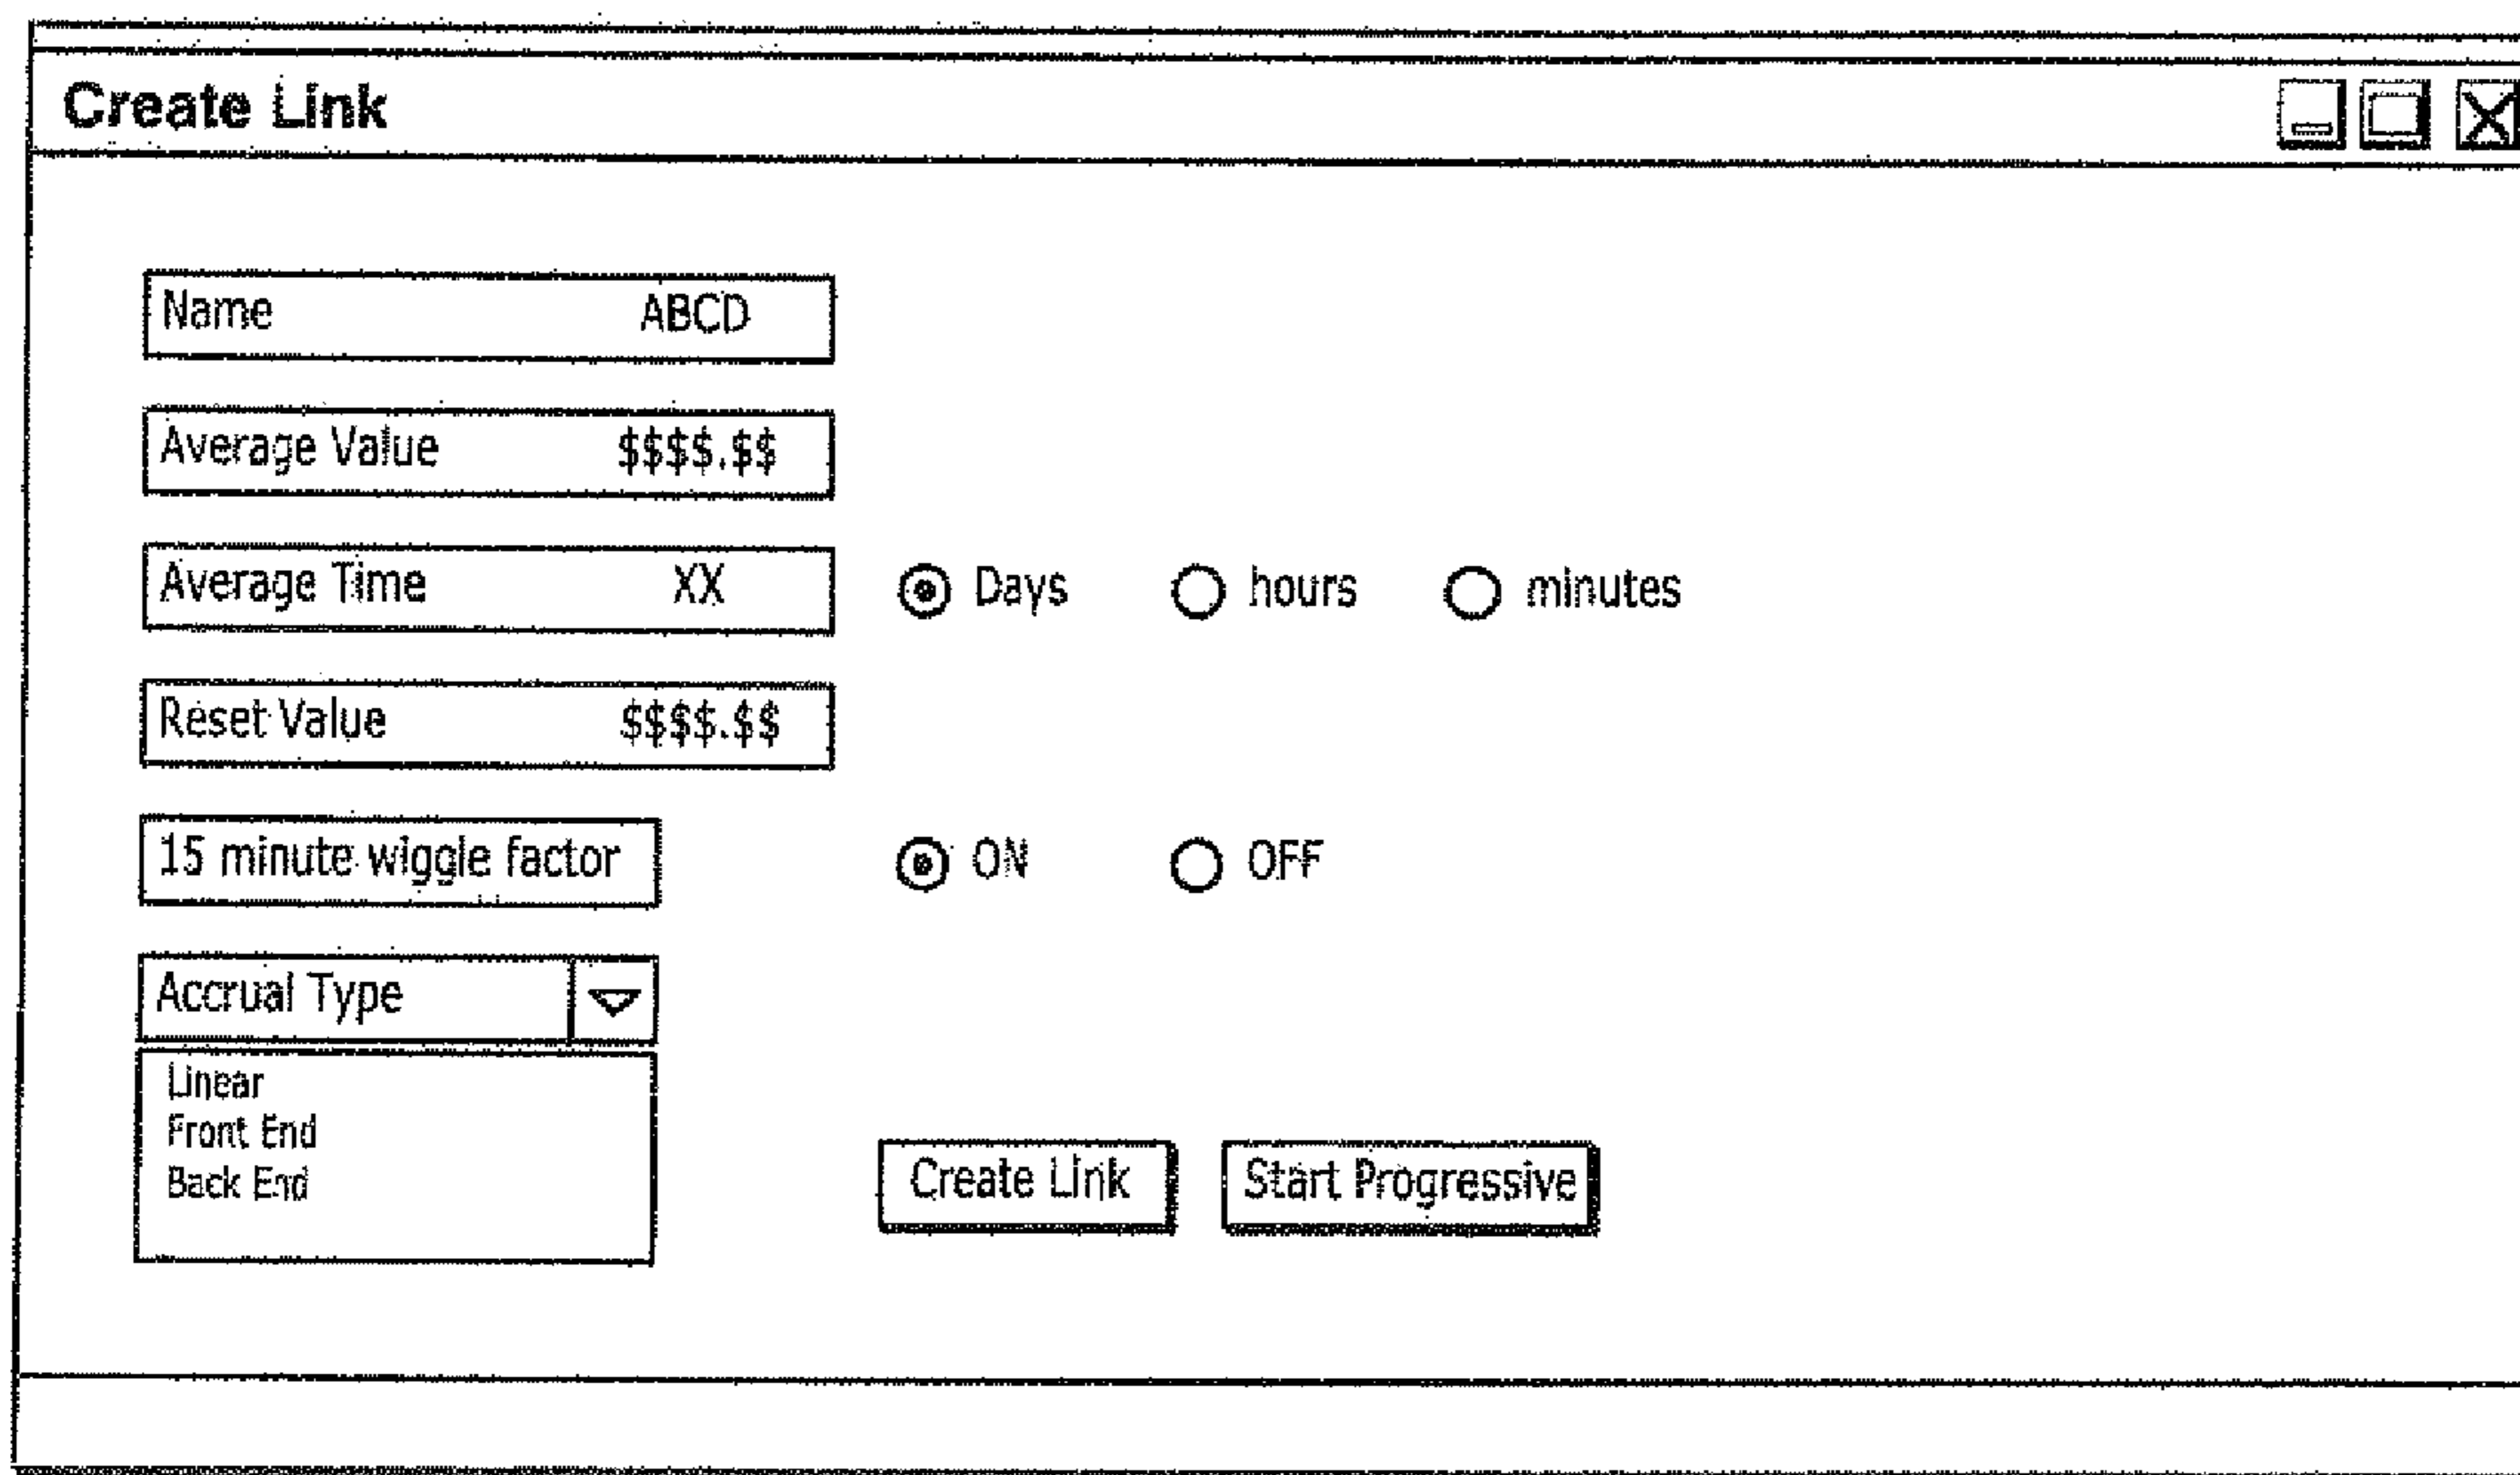 Create Link
Name ABCD
Average Value $$$$.$$
Average Time XX Days hours minutes
Reset Value $$$$.$$
15 minute wiggle factor ON OFF
Accrual Type
Linear
Front End
Back End
Create Link Start Progressive